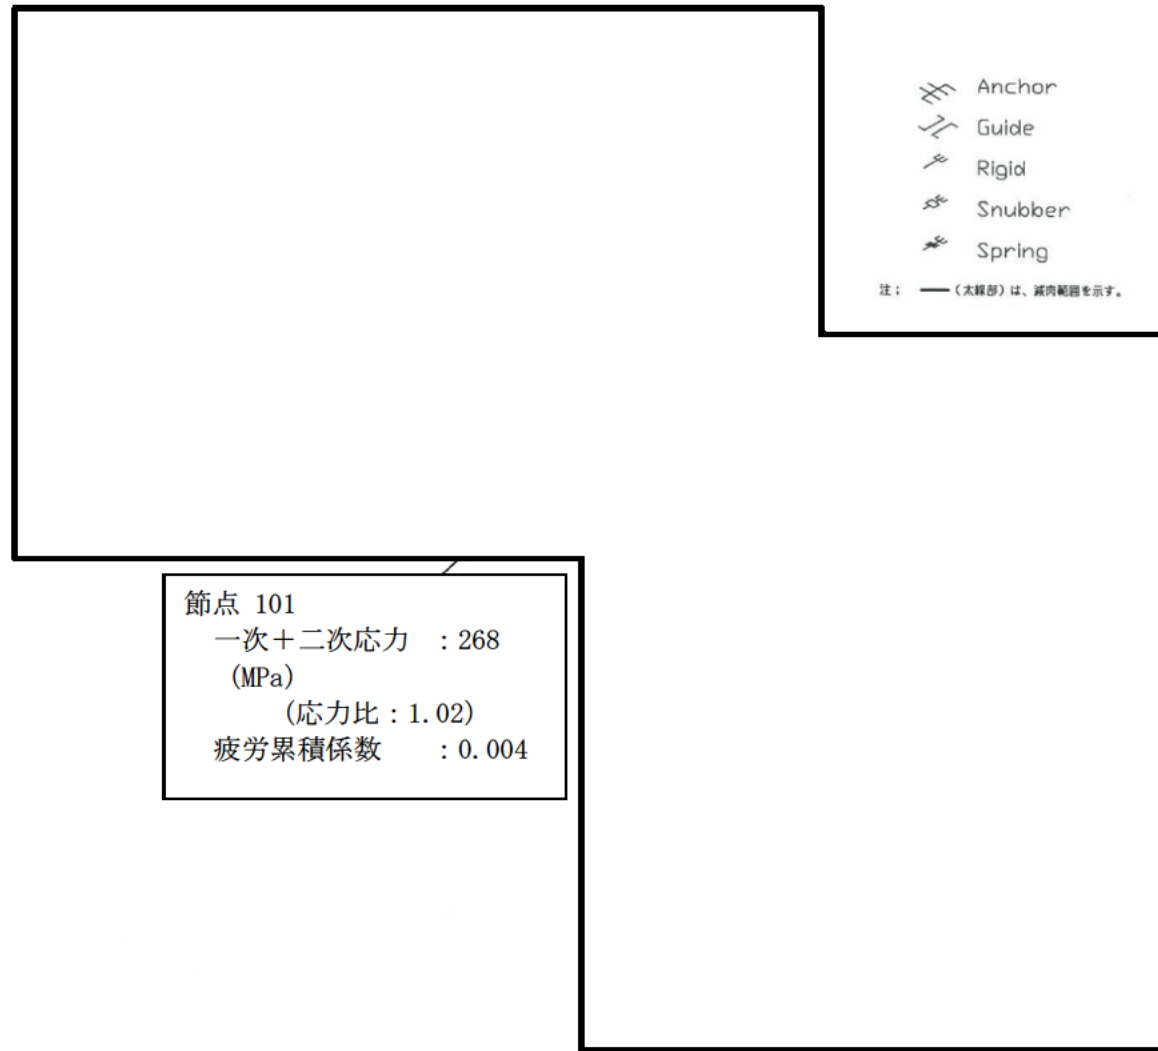 Anchor
Guide
Rigid
Snubber
Spring
注； ━━（太線部）は、減肉範囲を示す。
節点 101
一次＋二次応力 ：268
(MPa)
(応力比：1.02)
疲労累積係数 ：0.004